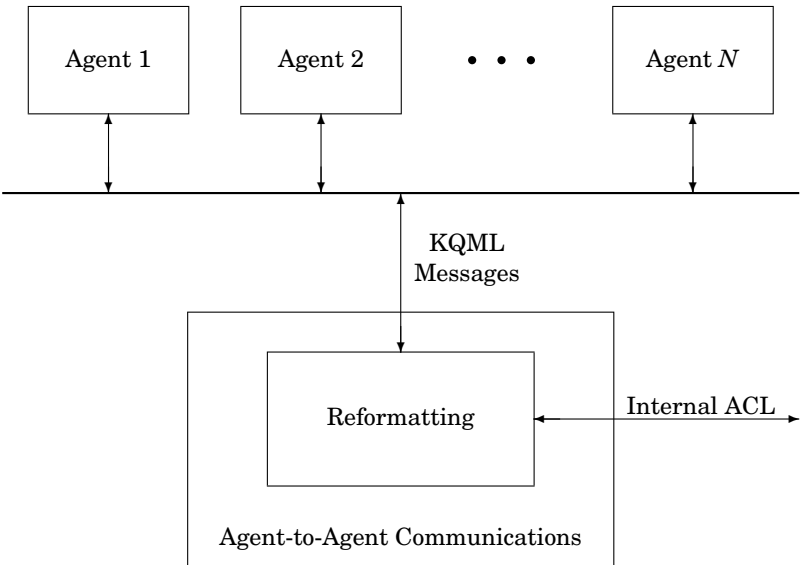 Agent 1
Agent 2
Agent N
KQML
Messages
Reformatting
Internal ACL
Agent-to-Agent Communications